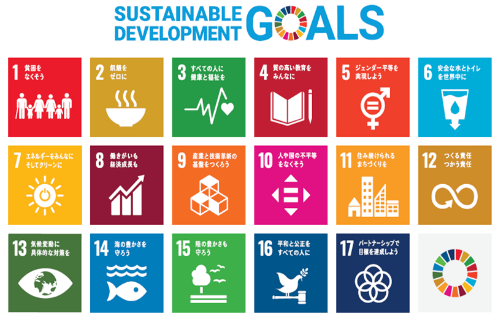 SUSTAINABLE
DEVELOPMENT
GOALS
1 貧困を
なくそう
2 飢餓を
ゼロに
3 すべての人に
健康と福祉を
4 質の高い教育を
みんなに
5 ジェンダー平等を
実現しよう
6 安全な水とトイレ
を世界中に
7 エネルギーをみんなに
そしてクリーンに
8 働きがいも
経済成長も
9 産業と技術革新の
基盤をつくろう
10 人や国の不平等
をなくそう
11 住み続けられる
まちづくりを
12 つくる責任
つかう責任
13 気候変動に
具体的な対策を
14 海の豊かさを
守ろう
15 陸の豊かさも
守ろう
16 平和と公正を
すべての人に
17 パートナーシップで
目標を達成しよう